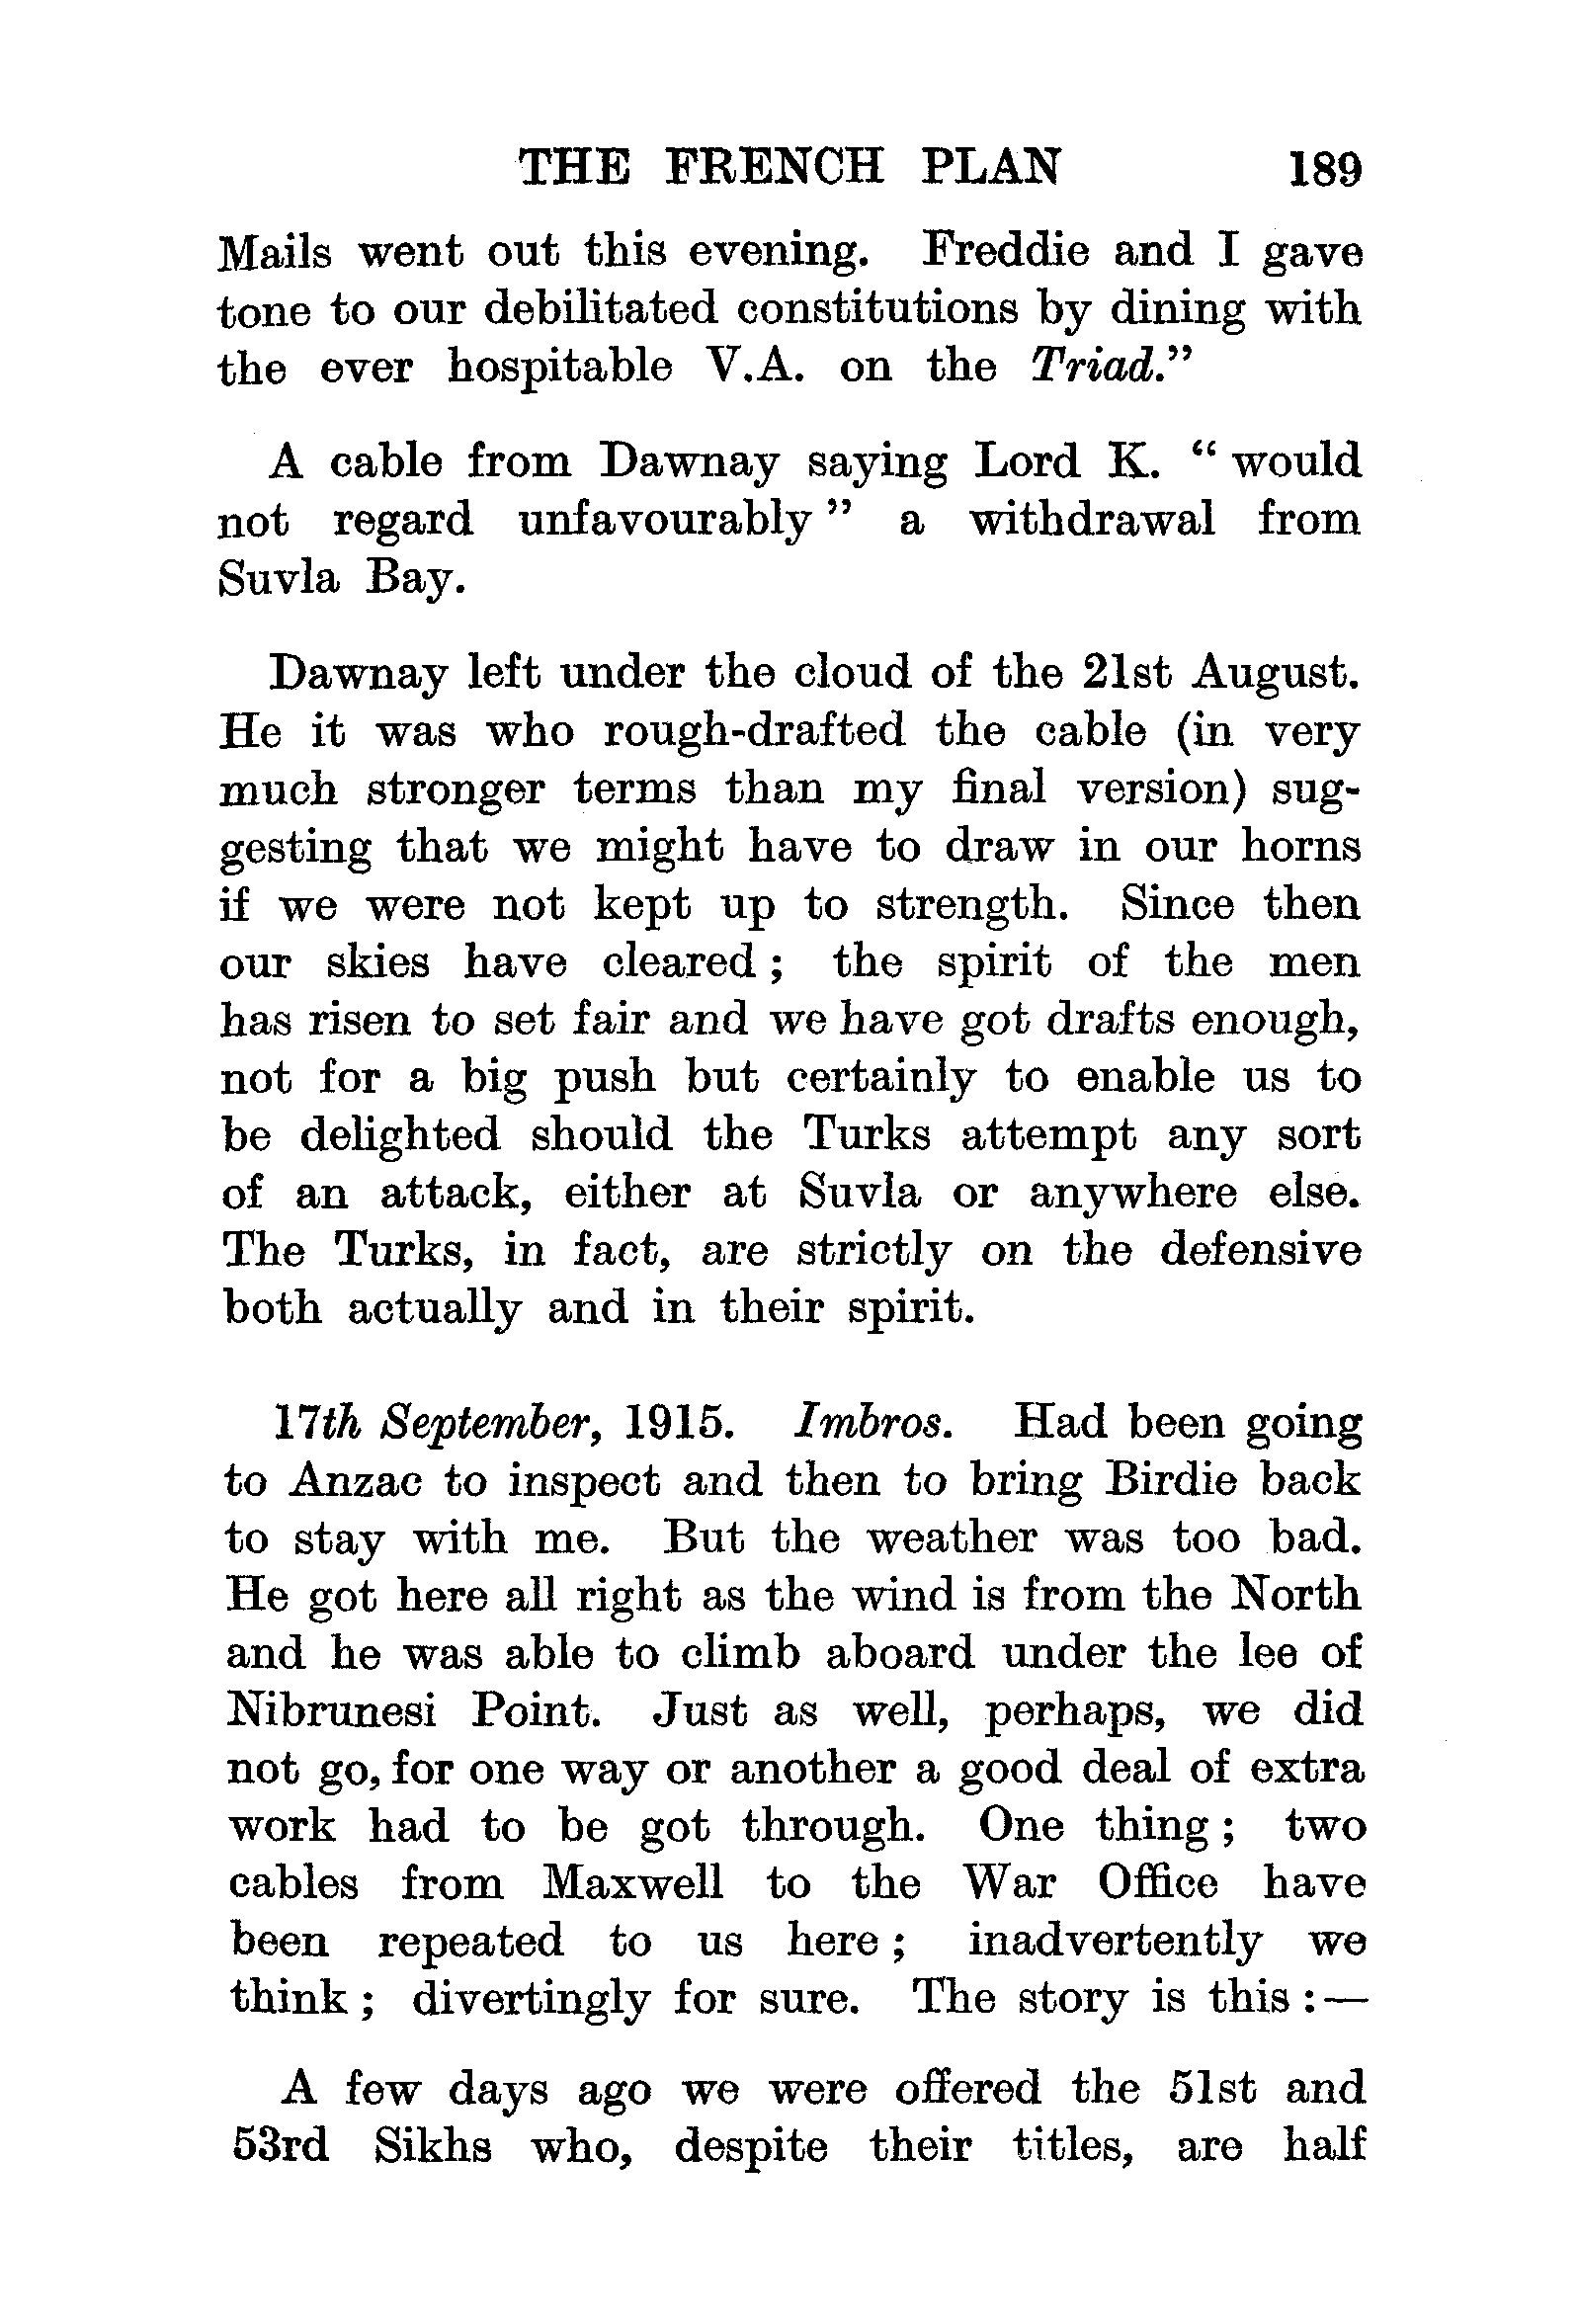 THE FRENCH PLAN 189
Mails went out this evening. Freddie and I gave
tone to our debilitated constitutions by dining with
the ever hospitable V.A. on the Triad.”
A cable from Dawnay saying Lord K. “ would
not regard unfavourably ” a withdrawal from
Suvla Bay.
Dawnay left under the cloud of the 21st August.
He it was who rough-drafted the cable (in very
much stronger terms than my final version) sug-
gesting that we might have to draw in our horns
if we were not kept up to strength. Since then
our skies have cleared ; the spirit of the men
has risen to set fair and we have got drafts enough,
not for a big push but certainly to enable us to
be delighted should the Turks attempt any sort
of an attack, either at Suvla or anywhere else.
The Turks, in fact, are strictly on the defensive
both actually and in their spirit.
17th September, 1915. Imbros. Had been going
to Anzac to inspect and then to bring Birdie back
to stay with me. But the weather was too bad.
He got here all right as the wind is from the North
and he was able to climb aboard under the lee of
Nibrunesi Point. Just as well, perhaps, we did
not go, for one way or another a good deal of extra
work had to be got through. One thing ; two
cables from Maxwell to the War Office have
been repeated to us here ; inadvertently we
think ; divertingly for sure. The story is this :—
A few days ago we were offered the 51st and
53rd Sikhs who, despite their titles, are half